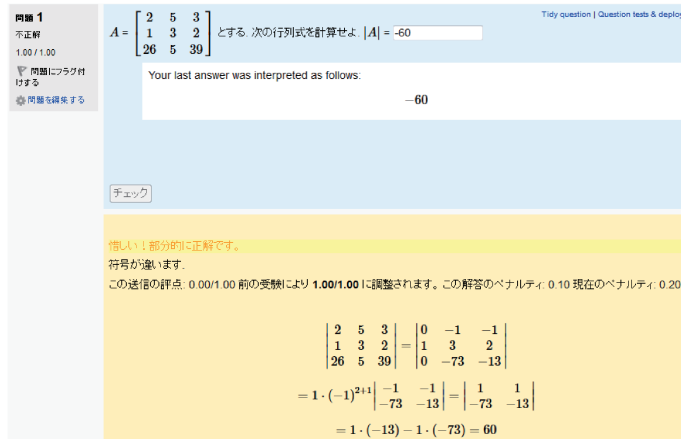 問題 1
不正解
1.00 / 1.00
問題にフラグ付けする
問題を編集する
Tidy question | Question tests & deploy
A = [2 5 3; 1 3 2; 26 5 39] とする. 次の行列式を計算せよ. |A| = -60
Your last answer was interpreted as follows:
−60
チェック
惜しい！部分的に正解です。
符号が違います.
この送信の評点: 0.00/1.00 前の受験により 1.00/1.00 に調整されます。この解答のペナルティ: 0.10 現在のペナルティ: 0.20
|2 5 3; 1 3 2; 26 5 39| = |0 −1 −1; 1 3 2; 0 −73 −13|
= 1 · (−1)^{2+1} |−1 −1; −73 −13| = |1 1; −73 −13|
= 1 · (−13) − 1 · (−73) = 60